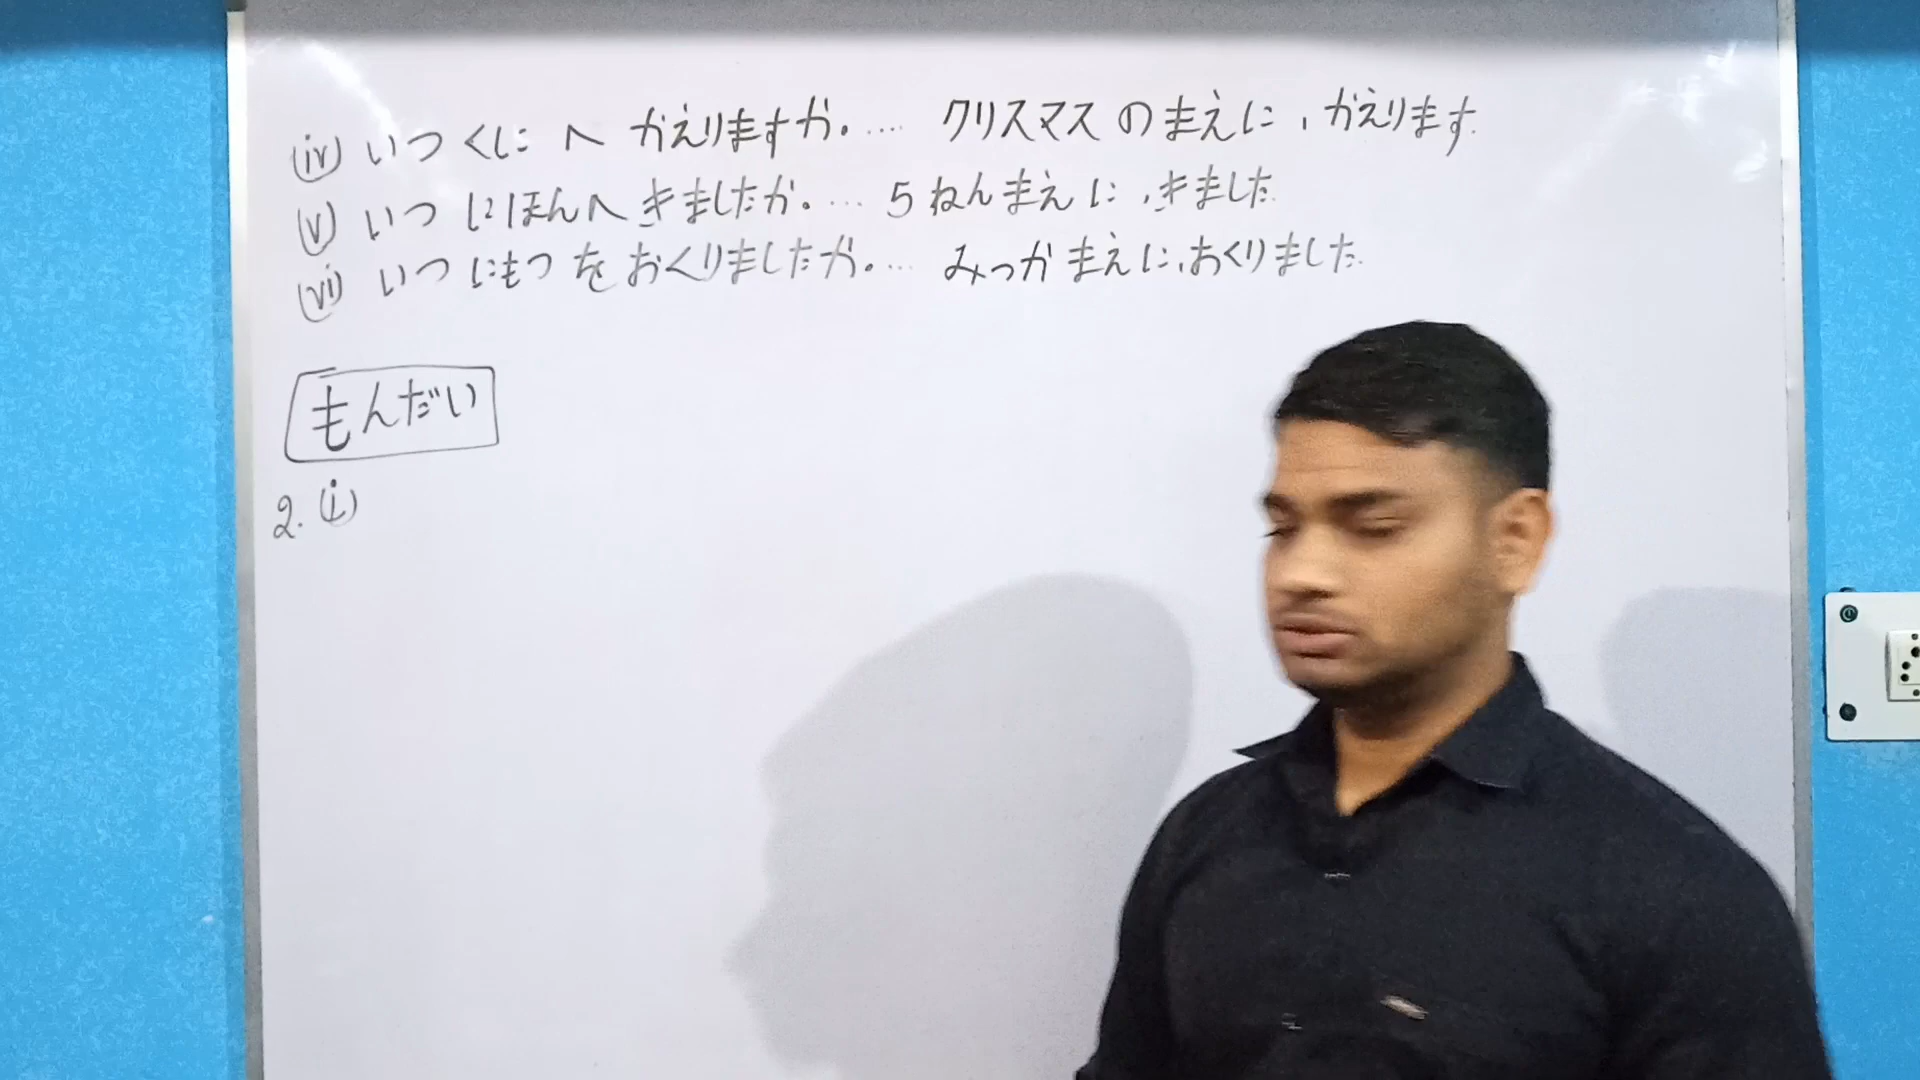 (iv) いつ くに へ かえりますか。.... クリスマス の まえに, かえります.
(v) いつ にほんへ きましたか。... 5 ねん まえ に, きました
(vi) いつ にもつ を おくりましたか。... みっか まえに, おくりました.
もんだい
2. (i)